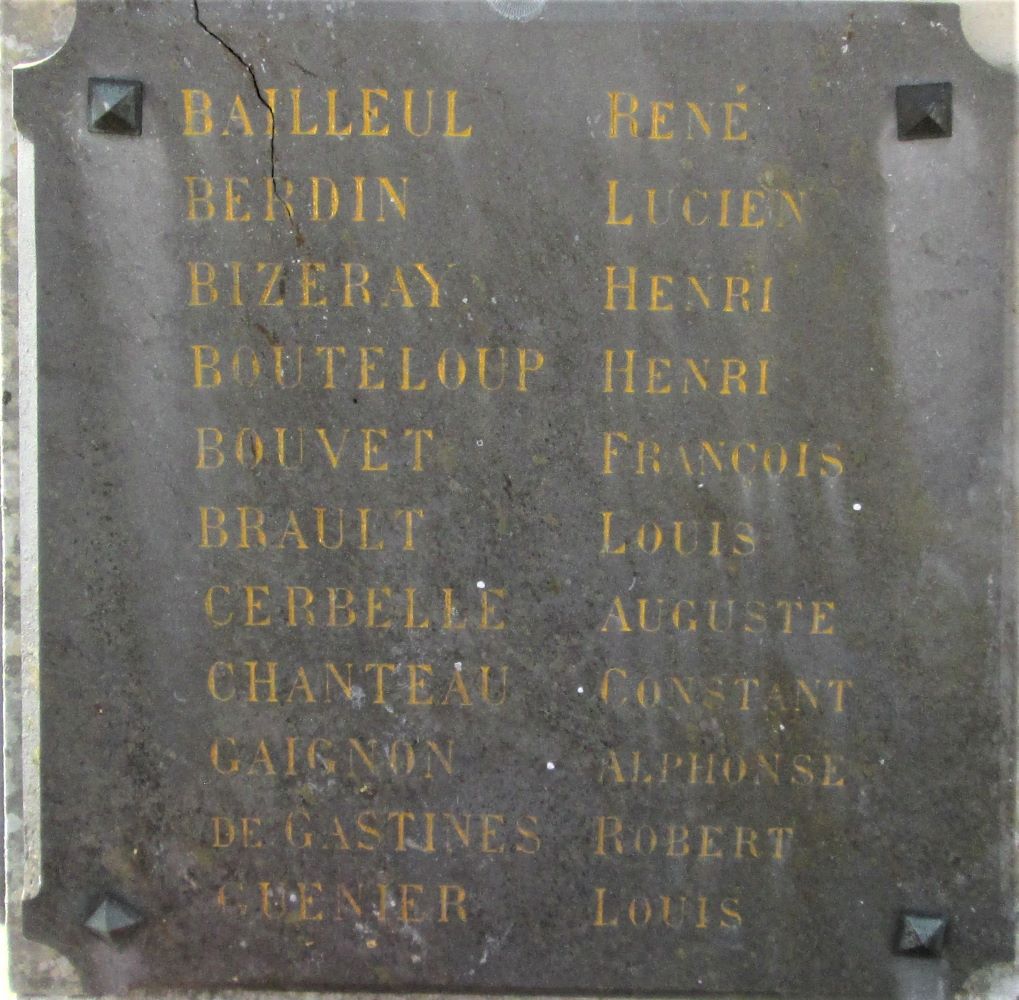 BAILLEUL RENÉ
BERDIN LUCIEN
BIZERAY HENRI
BOUTELOUP HENRI
BOUVET FRANÇOIS
BRAULT LOUIS
CERBELLE AUGUSTE
CHANTEAU CONSTANT
GAIGNON ALPHONSE
DE GASTINES ROBERT
GUENIER LOUIS